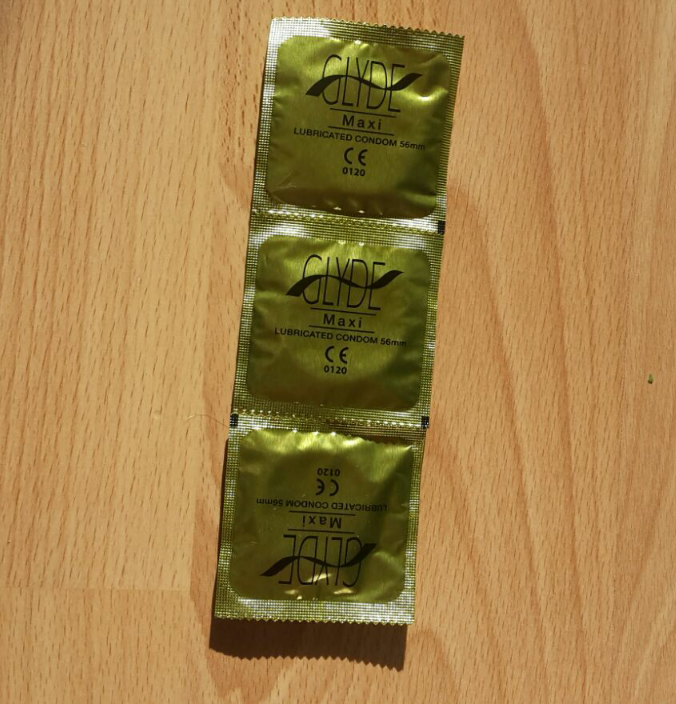 GLYDE
Maxi
LUBRICATED CONDOM 56mm
CE
0120
GLYDE
Maxi
LUBRICATED CONDOM 56mm
CE
0120
GLYDE
Maxi
LUBRICATED CONDOM 56mm
CE
0120